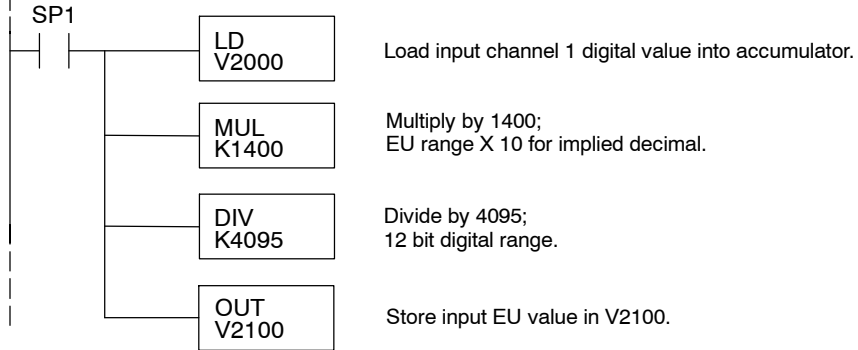 SP1
LD
V2000
Load input channel 1 digital value into accumulator.
MUL
K1400
Multiply by 1400;
EU range X 10 for implied decimal.
DIV
K4095
Divide by 4095;
12 bit digital range.
OUT
V2100
Store input EU value in V2100.